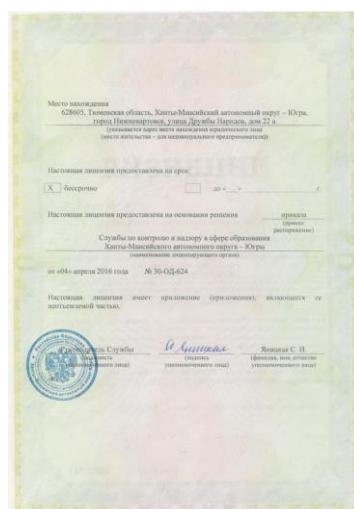 Место нахождения
628605, Тюменская область, Ханты-Мансийский автономный округ – Югра,
город Нижневартовск, улица Дружбы Народов, дом 22 а
(указывается адрес места нахождения юридического лица
(место жительства – для индивидуального предпринимателя))
Настоящая лицензия предоставлена на срок:
X бессрочно до « » г.
Настоящая лицензия предоставлена на основании решения приказа
(приказ/
распоряжение)
Службы по контролю и надзору в сфере образования
Ханты-Мансийского автономного округа – Югры
(наименование лицензирующего органа)
от «04» апреля 2016 года № 30-ОД-624
Настоящая лицензия имеет приложение (приложения), являющееся ее
неотъемлемой частью.
Руководитель Службы Яницкая С. И.
(должность (подпись (фамилия, имя, отчество
уполномоченного лица) уполномоченного лица) уполномоченного лица)